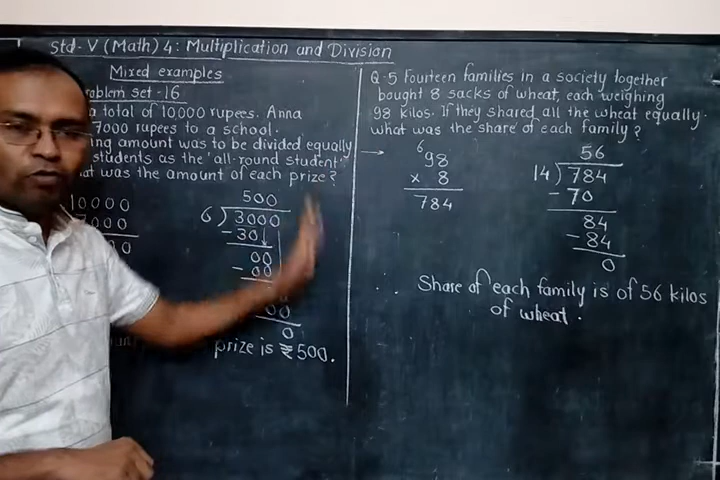 Std-V (Math) 4: Multiplication and Division
Mixed examples
roblem set-16
a total of 10000 rupees. Anna
7000 rupees to a school.
ing amount was to be divided equally
students as the 'all-round student'.
at was the amount of each prize?
10000
000
00
500
6) 3000
- 30
00
- 00
00
0
prize is ₹500.
Q-5 Fourteen families in a society together
bought 8 sacks of wheat, each weighing
98 kilos. If they shared all the wheat equally.
what was the share of each family?
→ 6
98
× 8
784
56
14) 784
- 70
84
- 84
0
∴ Share of each family is of 56 kilos
of wheat.